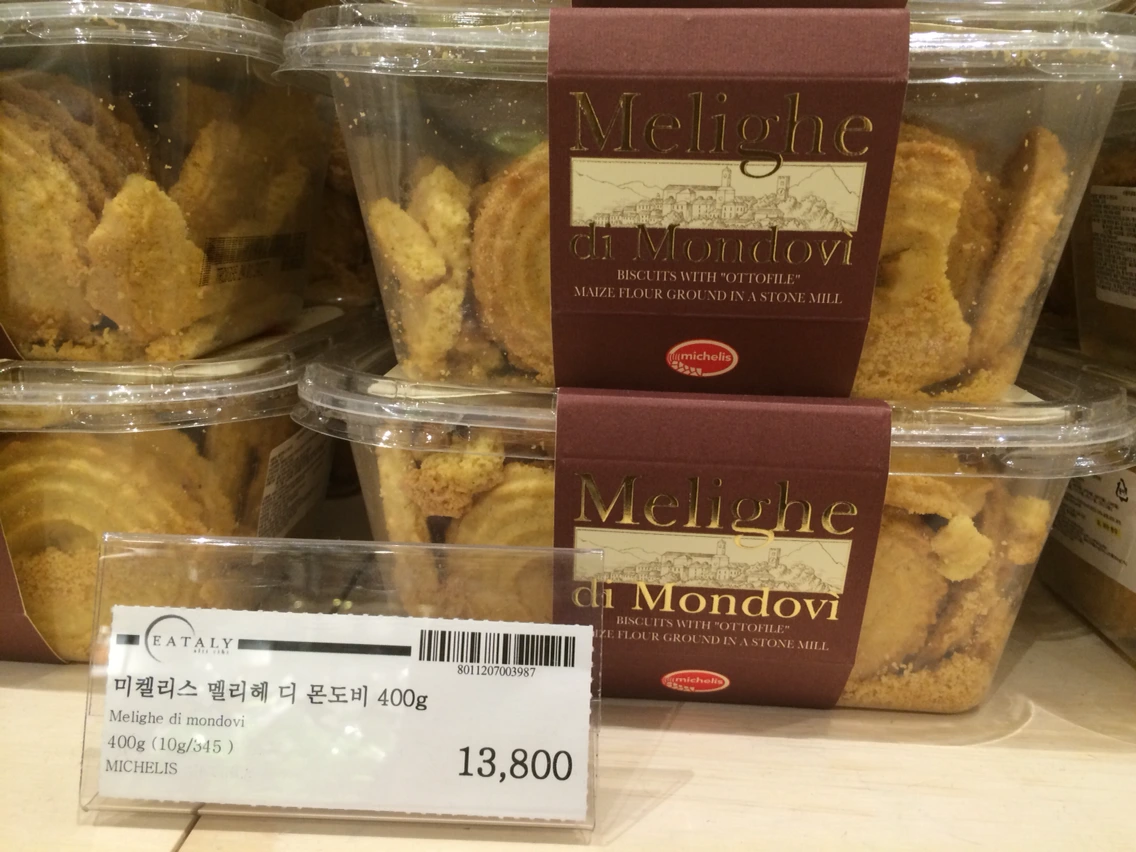 Melighe
di Mondovì
BISCUITS WITH "OTTOFILE"
MAIZE FLOUR GROUND IN A STONE MILL
michelis
Melighe
di Mondovì
BISCUITS WITH "OTTOFILE"
FLOUR GROUND IN A STONE MILL
michelis
EATALY
alti cibi
8011207003987
미켈리스 멜리헤 디 몬도비 400g
Melighe di mondovi
400g (10g/345 )
MICHELIS
13,800